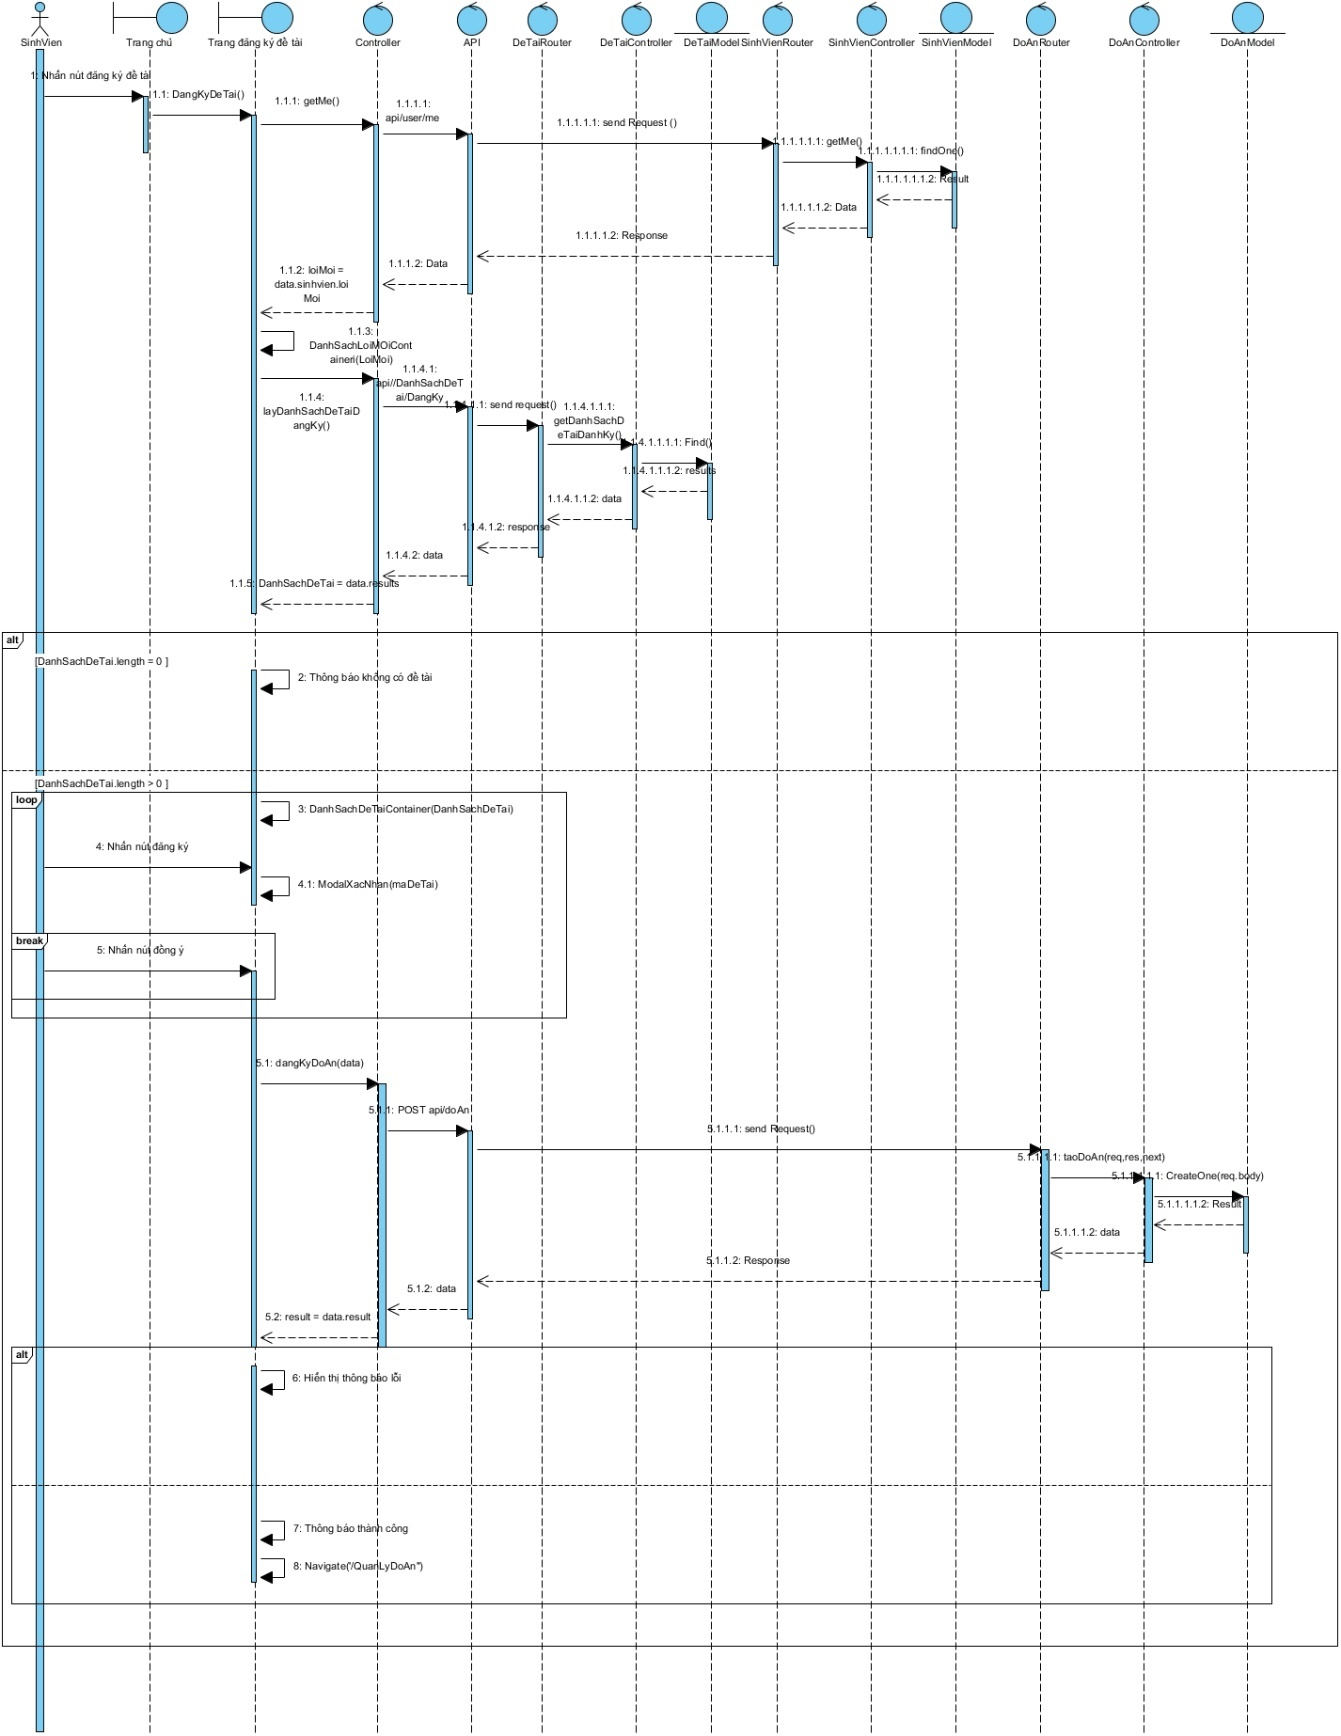 SinhVien
Trang chủ
Trang đăng ký đề tài
Controller
API
DeTaiRouter
DeTaiController
DeTaiModel
SinhVienRouter
SinhVienController
SinhVienModel
DoAnRouter
DoAnController
DoAnModel
1: Nhấn nút đăng ký đề tài
1.1: DangKyDeTai()
1.1.1: getMe()
1.1.1.1:
api/user/me
1.1.1.1.1: send Request ()
1.1.1.1.1.1: getMe()
1.1.1.1.1.1.1: findOne()
1.1.1.1.1.1.2: Result
1.1.1.1.1.2: Data
1.1.1.1.2: Response
1.1.1.2: Data
1.1.2: loiMoi =
data.sinhvien.loi
Moi
1.1.3:
DanhSachLoiMOiCont
aineri(LoiMoi)
1.1.4:
layDanhSachDeTaiD
angKy()
1.1.4.1:
api//DanhSachDeT
ai/DangKy
1.1.4.1.1: send request()
1.1.4.1.1.1:
getDanhSachD
eTaiDanhKy()
1.1.4.1.1.1.1: Find()
1.1.4.1.1.1.2: results
1.1.4.1.1.2: data
1.1.4.1.2: response
1.1.4.2: data
1.1.5: DanhSachDeTai = data.results
alt
[DanhSachDeTai.length = 0 ]
2: Thông báo không có đề tài
[DanhSachDeTai.length > 0 ]
loop
3: DanhSachDeTaiContainer(DanhSachDeTai)
4: Nhấn nút đăng ký
4.1: ModalXacNhan(maDeTai)
break
5: Nhấn nút đồng ý
5.1: dangKyDoAn(data)
5.1.1: POST api/doAn
5.1.1.1: send Request()
5.1.1.1.1: taoDoAn(req,res,next)
5.1.1.1.1.1: CreateOne(req.body)
5.1.1.1.1.2: Result
5.1.1.1.2: data
5.1.1.2: Response
5.1.2: data
5.2: result = data.result
alt
6: Hiển thị thông báo lỗi
7: Thông báo thành công
8: Navigate("/QuanLyDoAn")